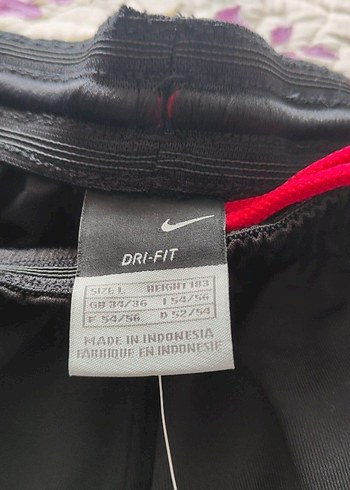 DRI-FIT
SIZE L HEIGHT 183
GB 34/36 I 54/56
F 54/56 D 52/54
MADE IN INDONESIA
FABRIQUE EN INDONESIE